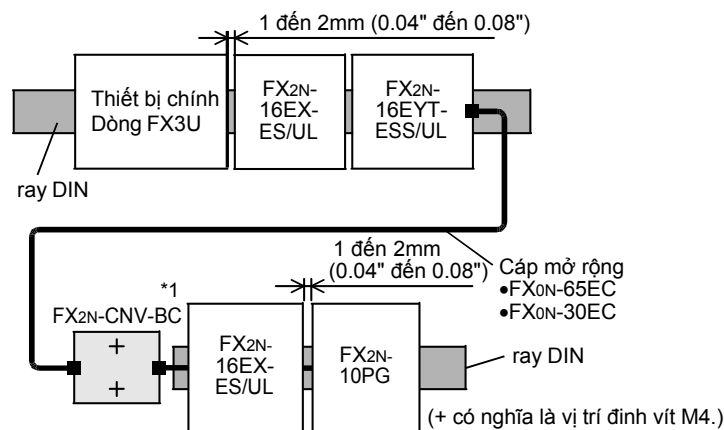 1 đến 2mm (0.04" đến 0.08")
Thiết bị chính
Dòng FX3U
FX2N-
16EX-
ES/UL
FX2N-
16EYT-
ESS/UL
ray DIN
1 đến 2mm
(0.04" đến 0.08")
Cáp mở rộng
•FX0N-65EC
•FX0N-30EC
*1
FX2N-CNV-BC
+
+
FX2N-
16EX-
ES/UL
FX2N-
10PG
ray DIN
(+ có nghĩa là vị trí đinh vít M4.)